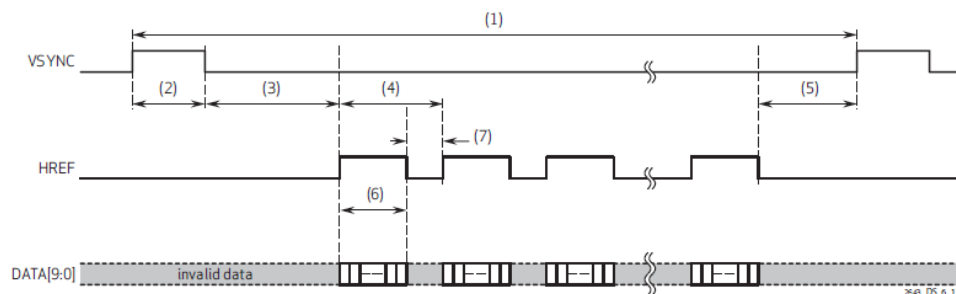 (1)
VSYNC
(2) (3) (4) (5)
(7)
HREF
(6)
DATA[9:0] invalid data